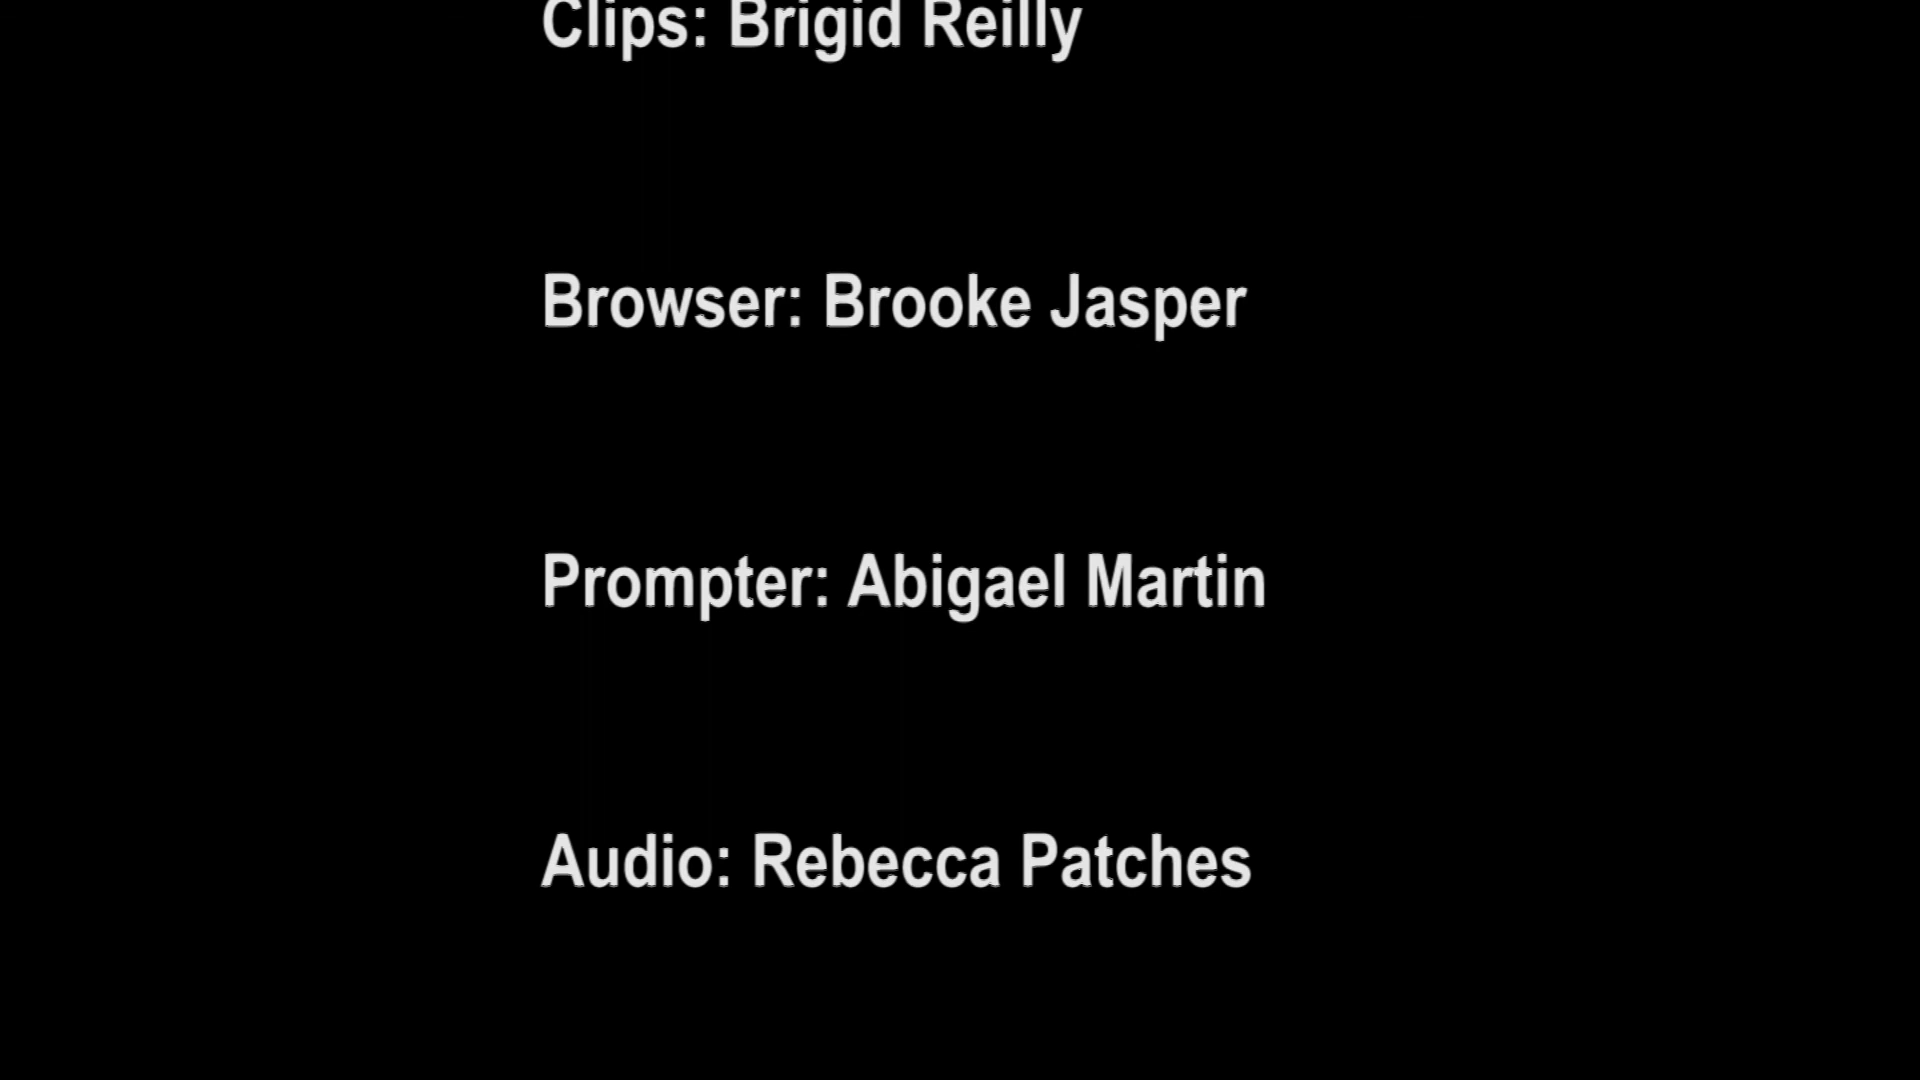 Clips: Brigid Reilly
Browser: Brooke Jasper
Prompter: Abigael Martin
Audio: Rebecca Patches